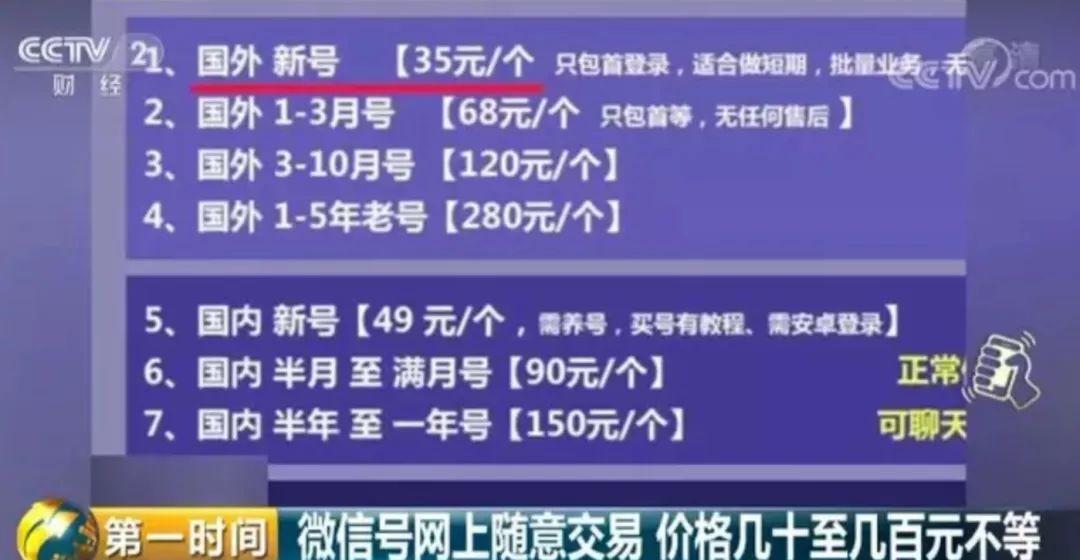 CCTV 2
财经
1、国外 新号 【35元/个 只包首登录，适合做短期，批量业务，无
2、国外 1-3月号 【68元/个 只包首等，无任何售后】
3、国外 3-10月号 【120元/个】
4、国外 1-5年老号【280元/个】
CCTV.com
5、国内 新号【49 元/个，需养号，买号有教程、需安卓登录】
6、国内 半月 至 满月号【90元/个】
正常
7、国内 半年 至 一年号【150元/个】
可聊天
第一时间
微信号网上随意交易 价格几十至几百元不等